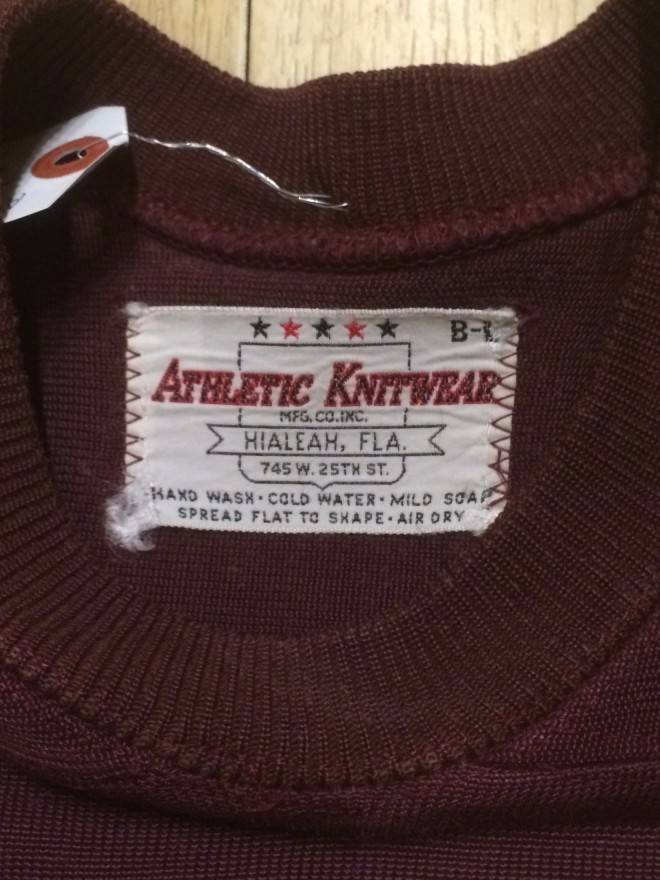 ATHLETIC KNITWEAR
MFG. CO. INC.
HIALEAH, FLA.
745 W. 25TH ST.
HAND WASH · COLD WATER · MILD SOAP
SPREAD FLAT TO SHAPE · AIR DRY